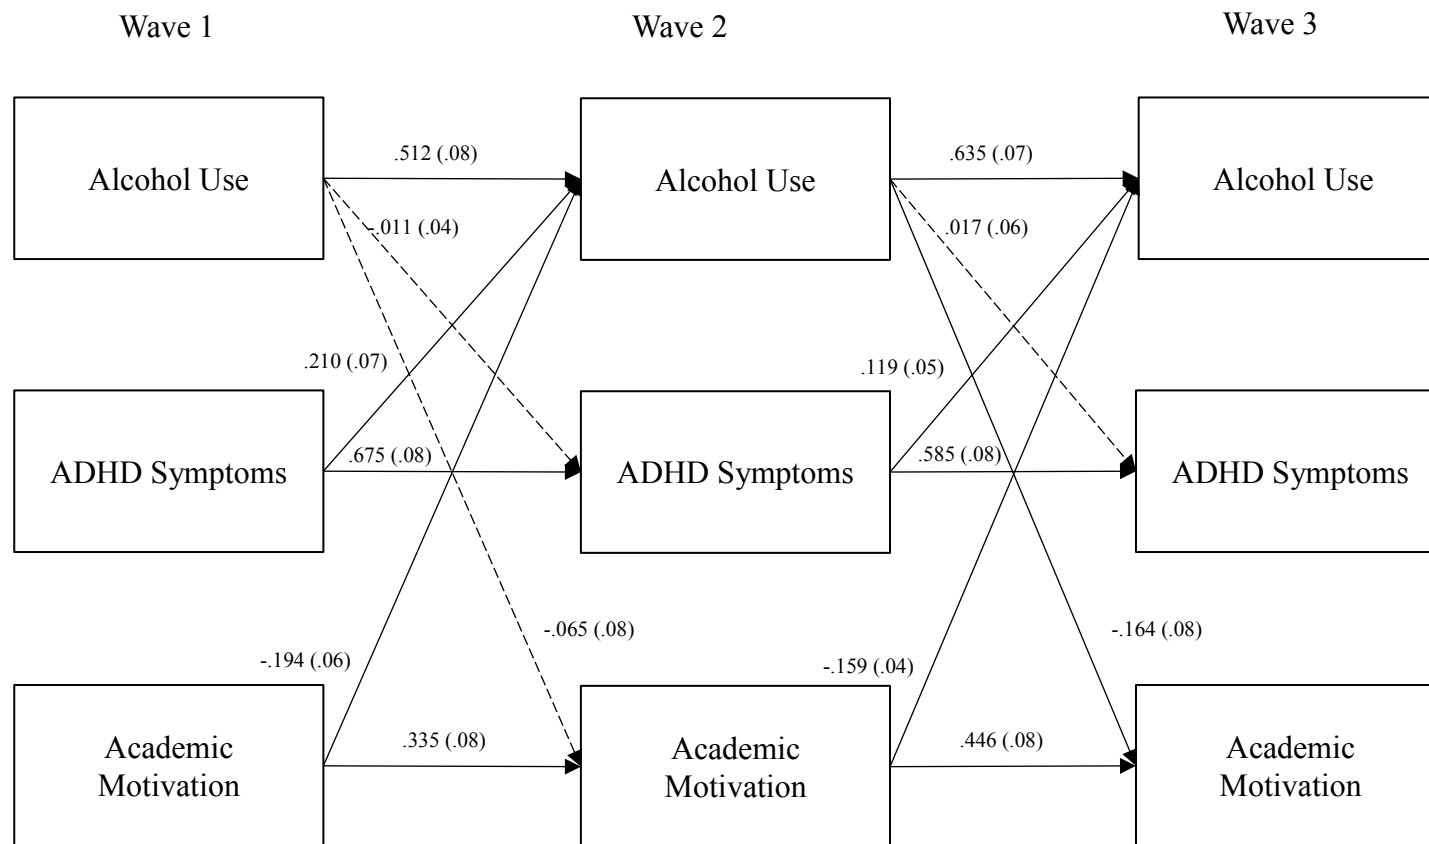 Wave 1
Wave 2
Wave 3
Alcohol Use
.512 (.08)
Alcohol Use
.635 (.07)
Alcohol Use
-.011 (.04)
.017 (.06)
.210 (.07)
.119 (.05)
ADHD Symptoms
.675 (.08)
ADHD Symptoms
.585 (.08)
ADHD Symptoms
-.065 (.08)
-.164 (.08)
-.194 (.06)
-.159 (.04)
Academic
Motivation
.335 (.08)
Academic
Motivation
.446 (.08)
Academic
Motivation